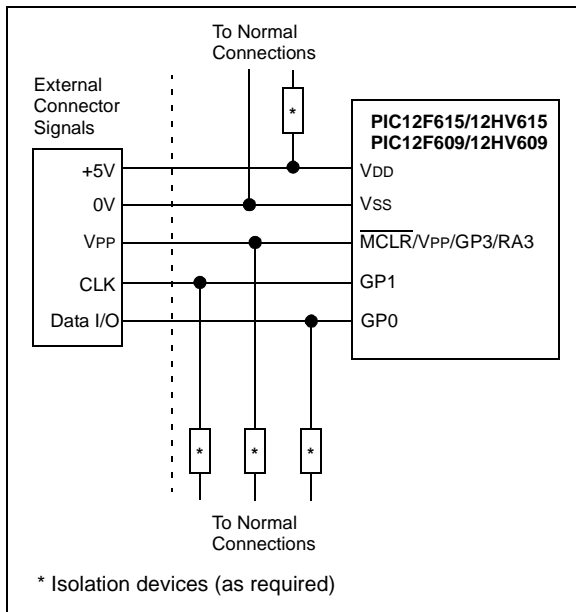 To Normal
Connections
External
Connector
Signals
*
PIC12F615/12HV615
PIC12F609/12HV609
+5V
VDD
0V
VSS
VPP
MCLR/VPP/GP3/RA3
CLK
GP1
Data I/O
GP0
*
*
*
To Normal
Connections
* Isolation devices (as required)